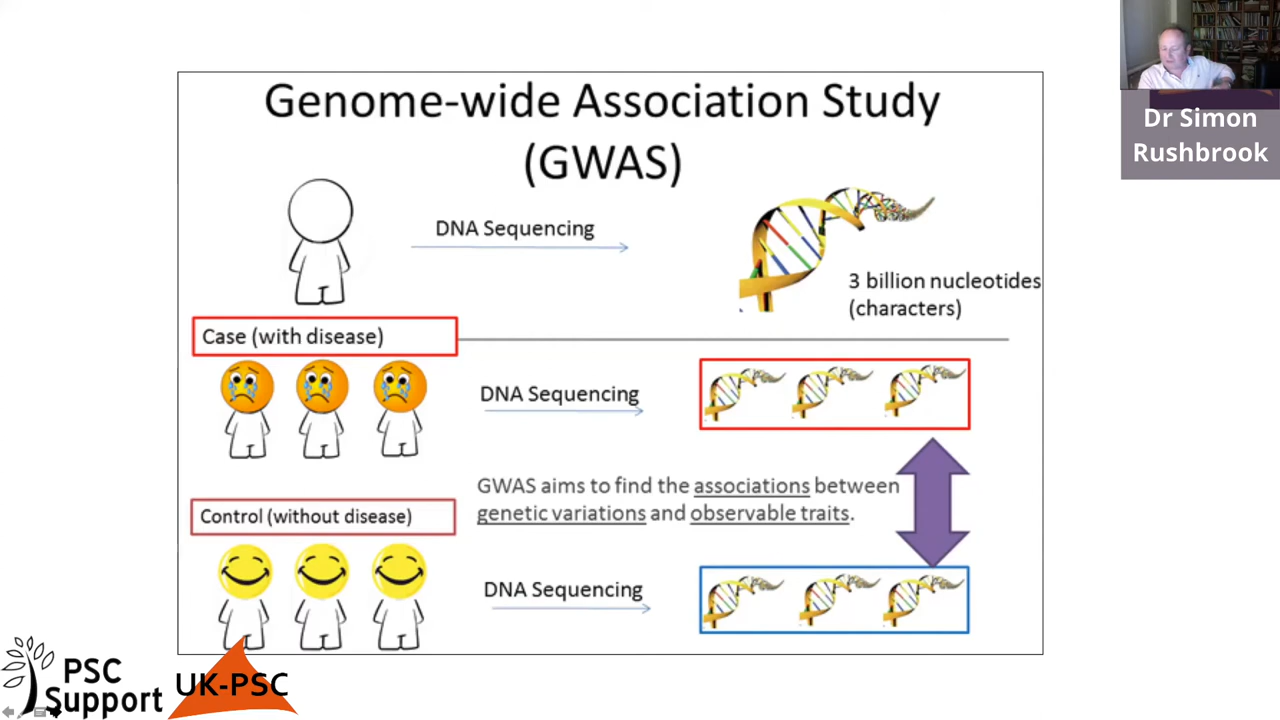 Genome-wide Association Study
(GWAS)
DNA Sequencing
3 billion nucleotides
(characters)
Case (with disease)
DNA Sequencing
GWAS aims to find the associations between
genetic variations and observable traits.
Control (without disease)
DNA Sequencing
Dr Simon
Rushbrook
PSC
Support
UK-PSC